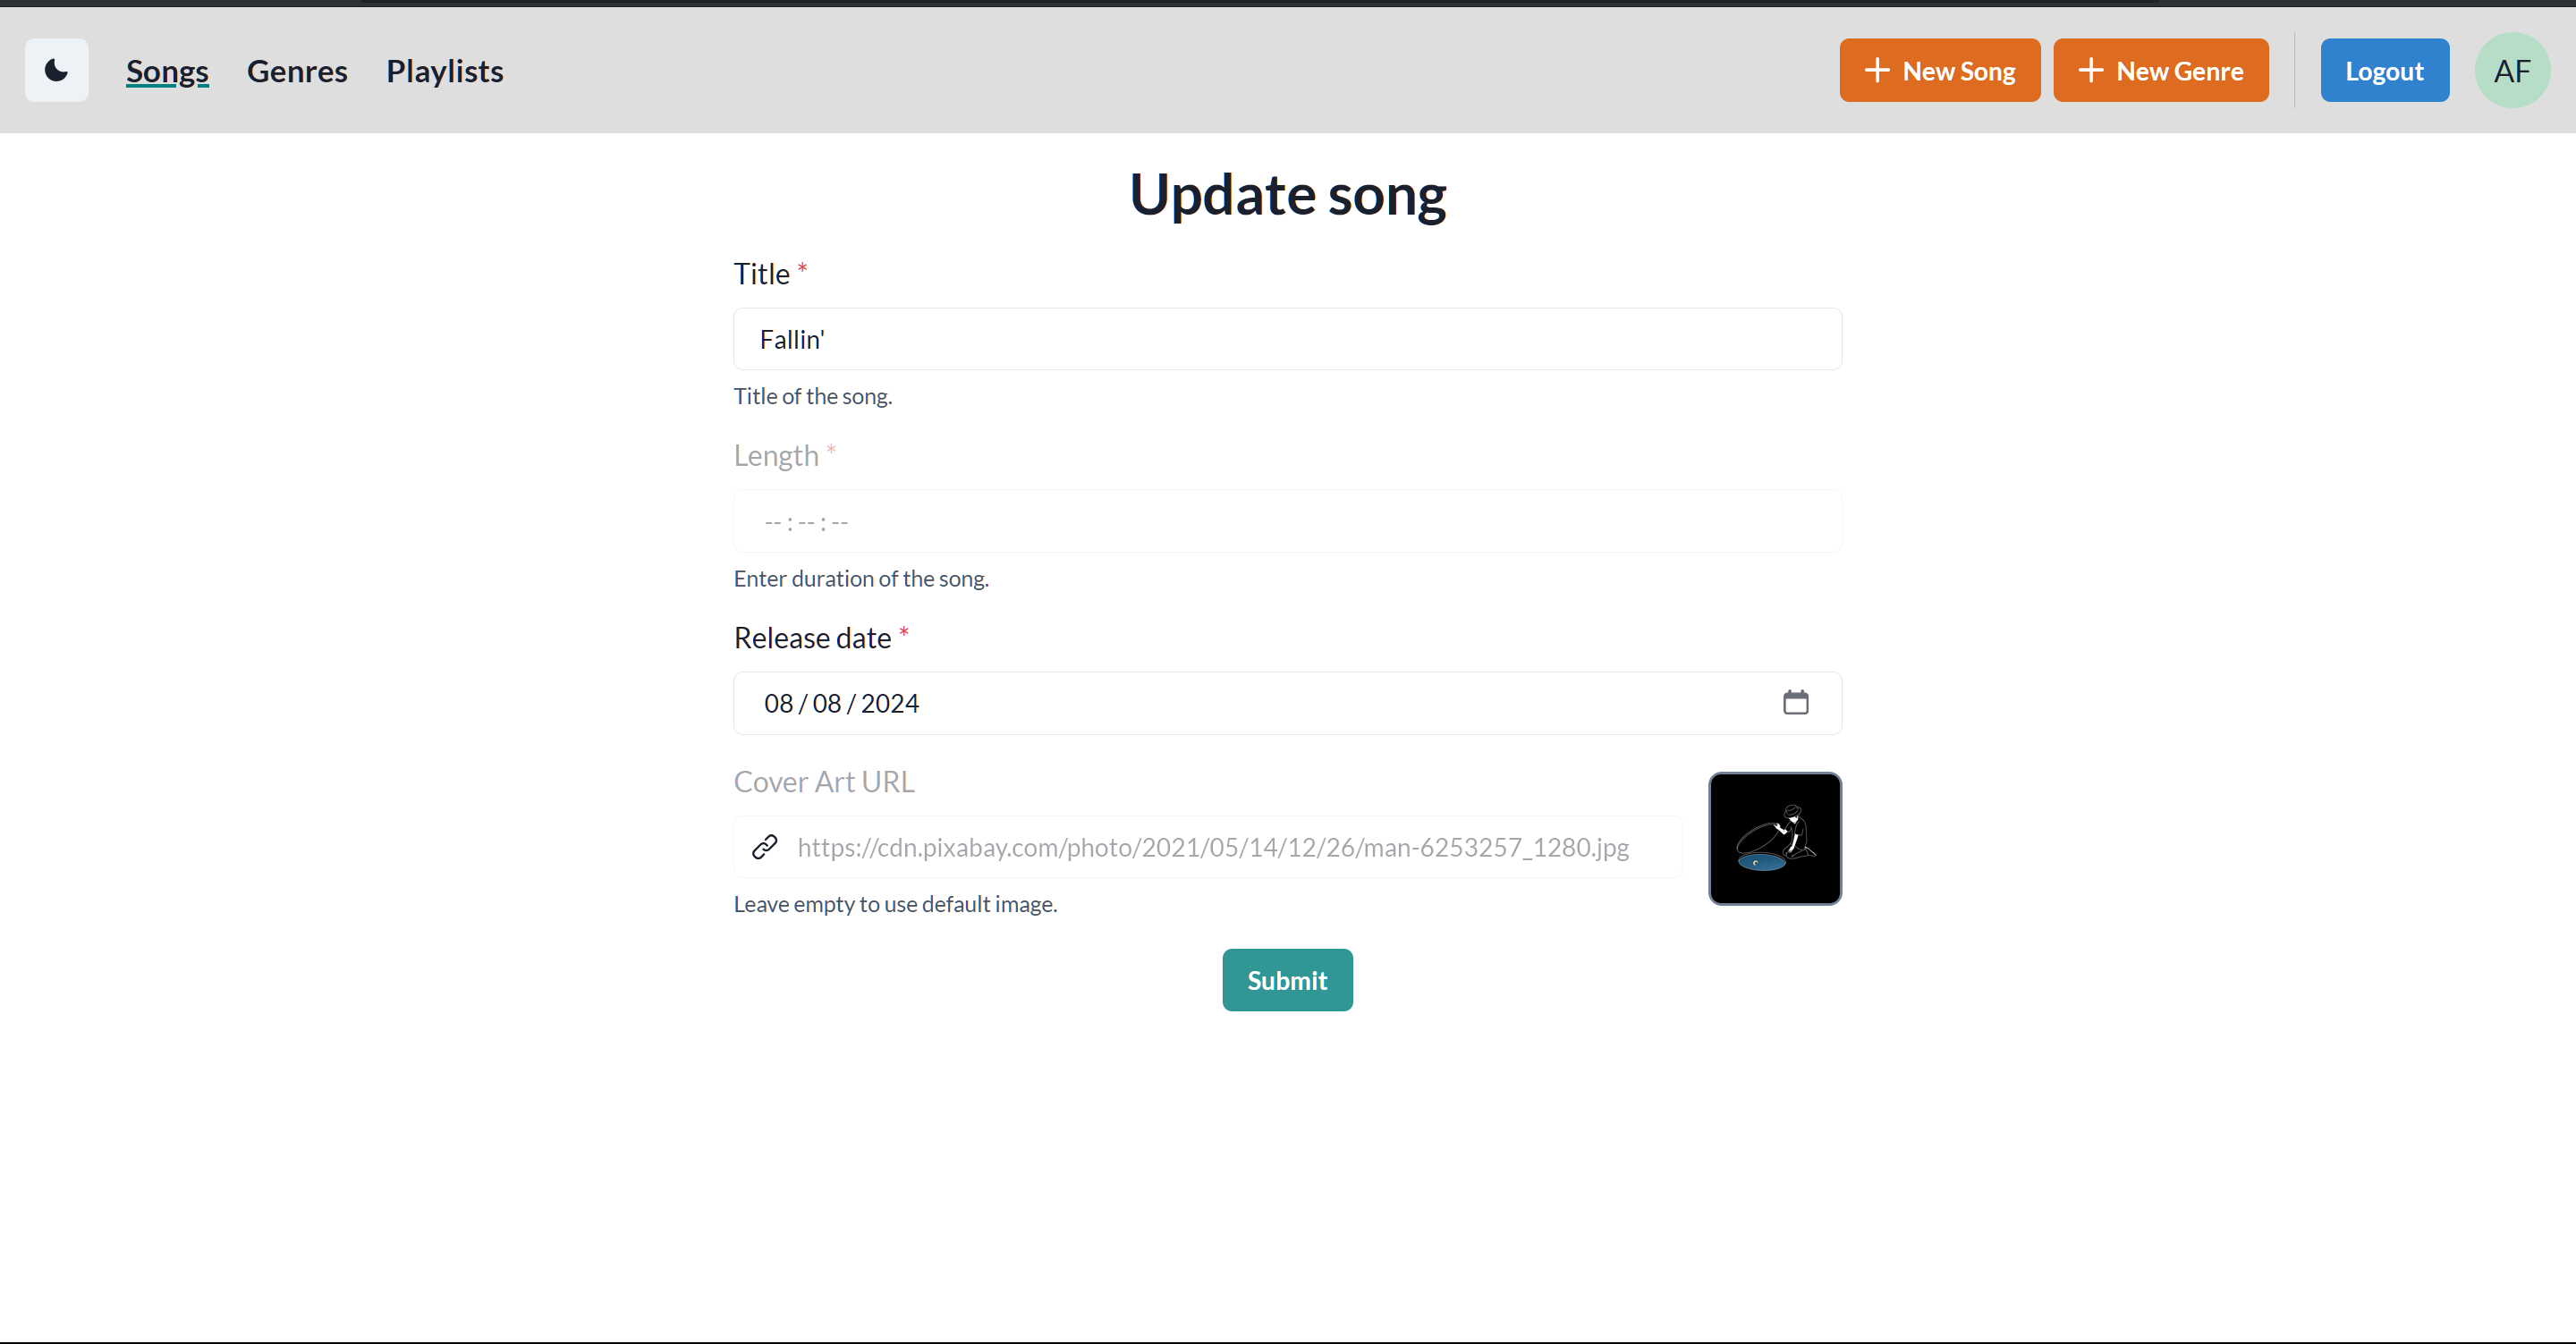 Songs Genres Playlists + New Song + New Genre Logout AF
Update song
Title *
Fallin'
Title of the song.
Length *
-- : -- : --
Enter duration of the song.
Release date *
08 / 08 / 2024
Cover Art URL
https://cdn.pixabay.com/photo/2021/05/14/12/26/man-6253257_1280.jpg
Leave empty to use default image.
Submit